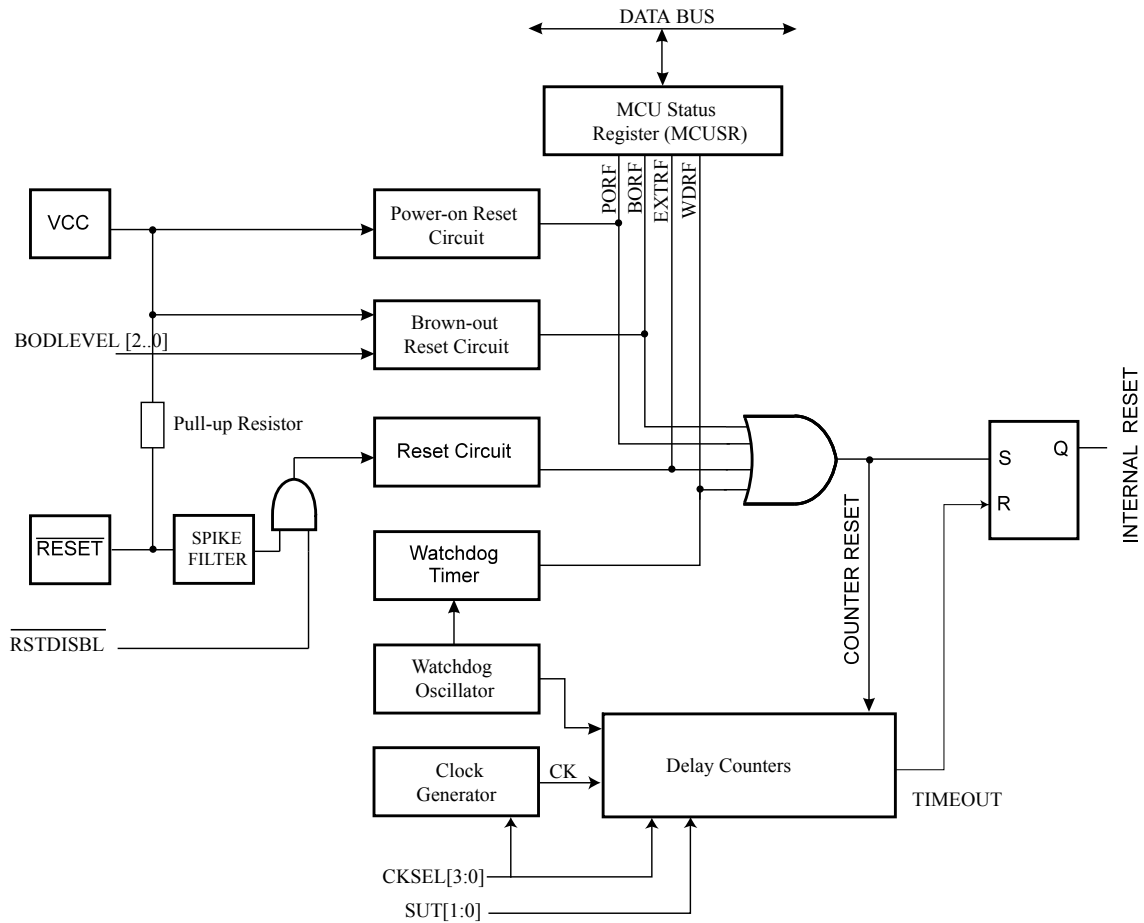 DATA BUS
MCU Status
Register (MCUSR)
PORF
BORF
EXTRF
WDRF
VCC
Power-on Reset
Circuit
Brown-out
Reset Circuit
BODLEVEL [2..0]
Pull-up Resistor
Reset Circuit
S
Q
R
INTERNAL RESET
RESET
SPIKE
FILTER
Watchdog
Timer
COUNTER RESET
RSTDISBL
Watchdog
Oscillator
Clock
Generator
CK
Delay Counters
TIMEOUT
CKSEL[3:0]
SUT[1:0]